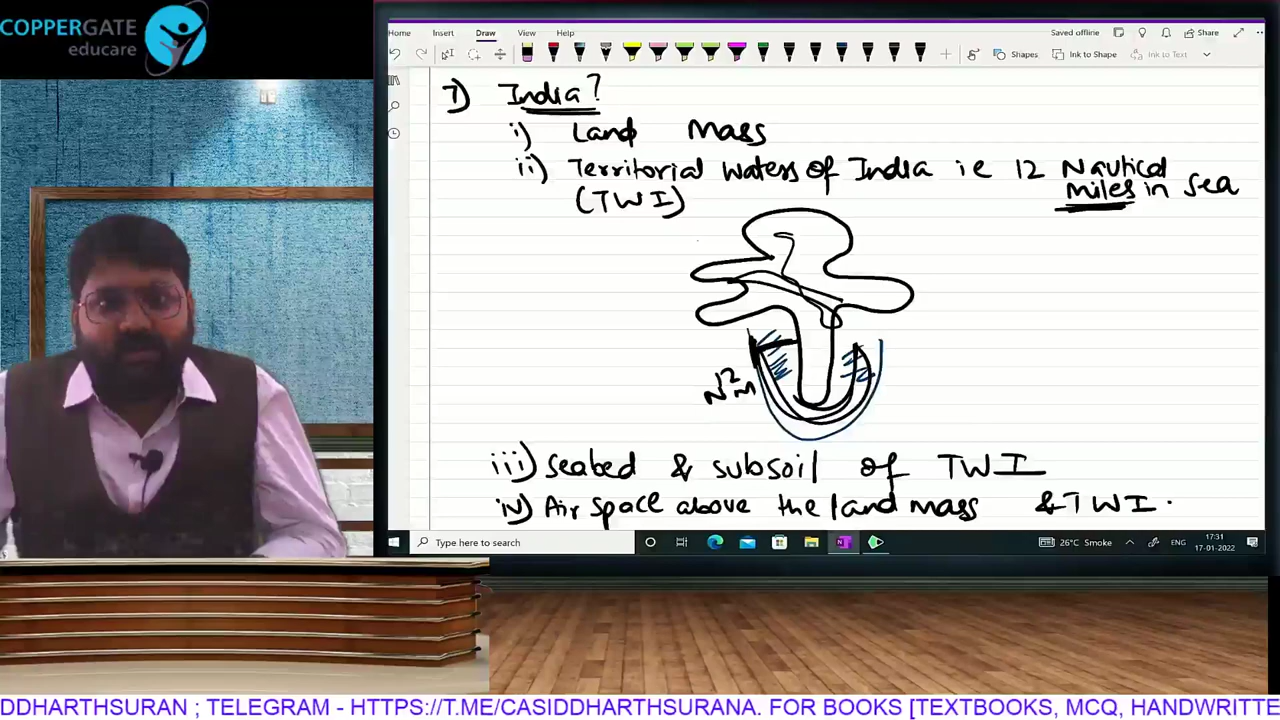 COPPERGATE
educare
Home Insert Draw View Help
Saved offline
Share
Shapes
Ink to Shape
Ink to Text
1) India?
i) Land Mass
ii) Territorial waters of India ie 12 Nautical
miles in sea
(TWI)
12
NM
iii) Seabed & subsoil of TWI
iv) Air space above the land mass & TWI.
Type here to search
26°C Smoke
ENG
17:31
17-01-2022
DDHARTHSURAN ; TELEGRAM - HTTPS://T.ME/CASIDDHARTHSURANA. FOR BOOKS [TEXTBOOKS, MCQ, HANDWRITTE